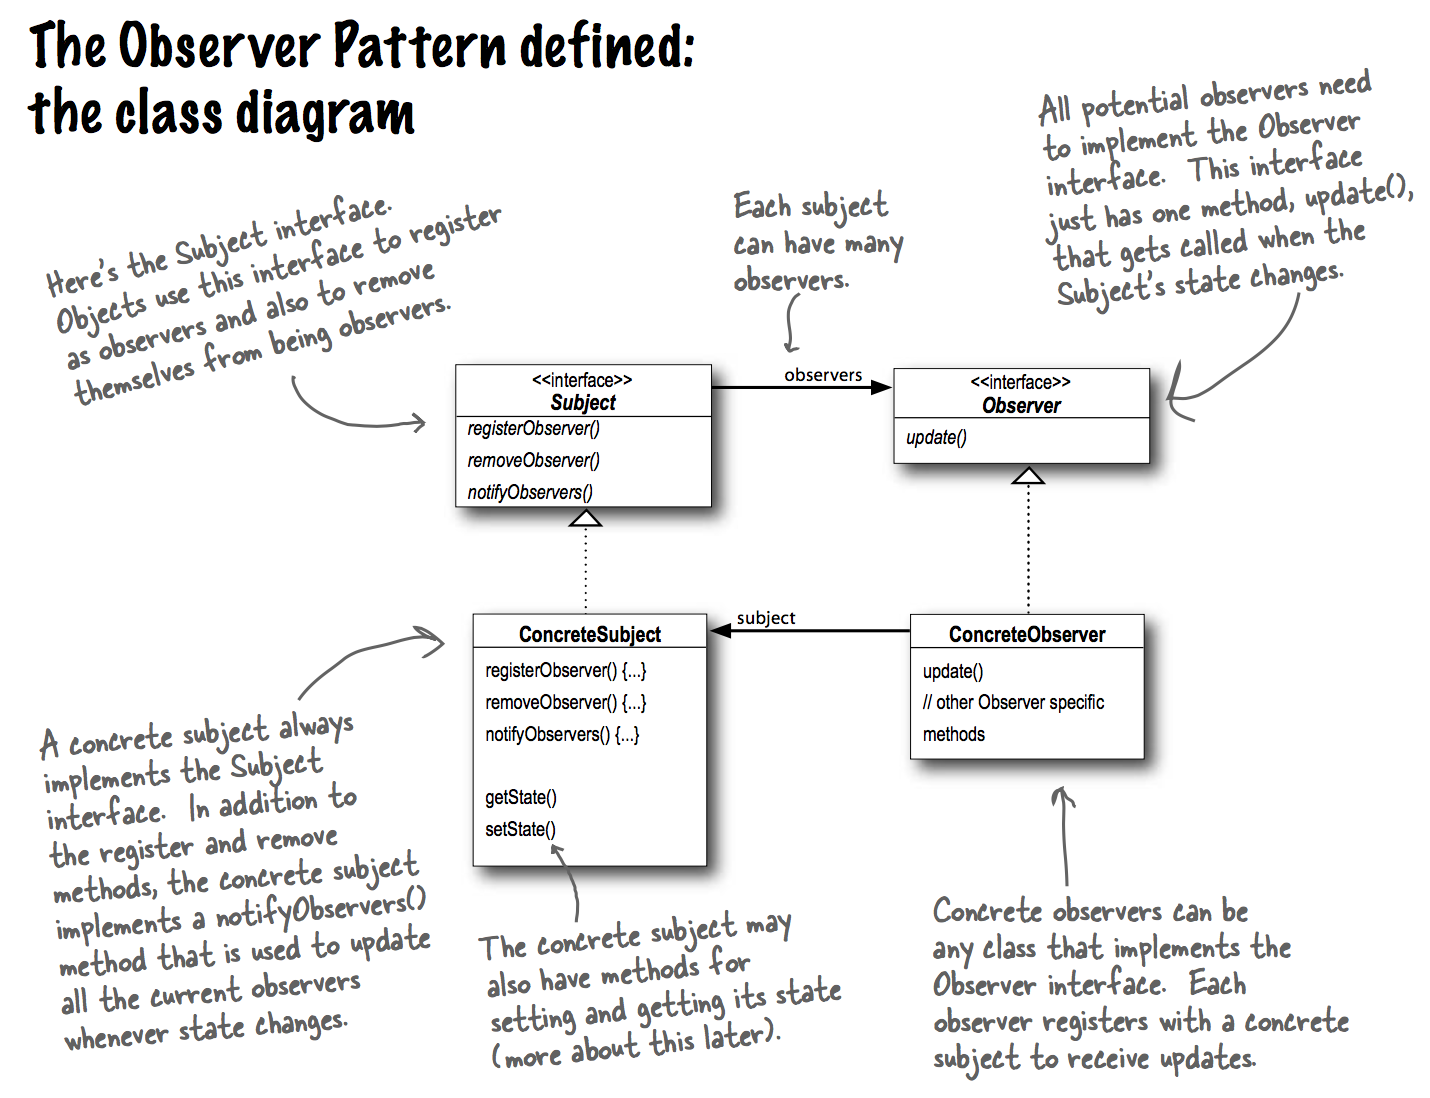 The Observer Pattern defined:
the class diagram
All potential observers need
to implement the Observer
interface. This interface
just has one method, update(),
that gets called when the
Subject's state changes.
Each subject
can have many
observers.
Here's the Subject interface.
Objects use this interface to register
as observers and also to remove
themselves from being observers.
<<interface>>
Subject
registerObserver()
removeObserver()
notifyObservers()
observers
<<interface>>
Observer
update()
ConcreteSubject
registerObserver() {...}
removeObserver() {...}
notifyObservers() {...}
getState()
setState()
subject
ConcreteObserver
update()
// other Observer specific
methods
A concrete subject always
implements the Subject
interface. In addition to
the register and remove
methods, the concrete subject
implements a notifyObservers()
method that is used to update
all the current observers
whenever state changes.
The concrete subject may
also have methods for
setting and getting its state
(more about this later).
Concrete observers can be
any class that implements the
Observer interface. Each
observer registers with a concrete
subject to receive updates.